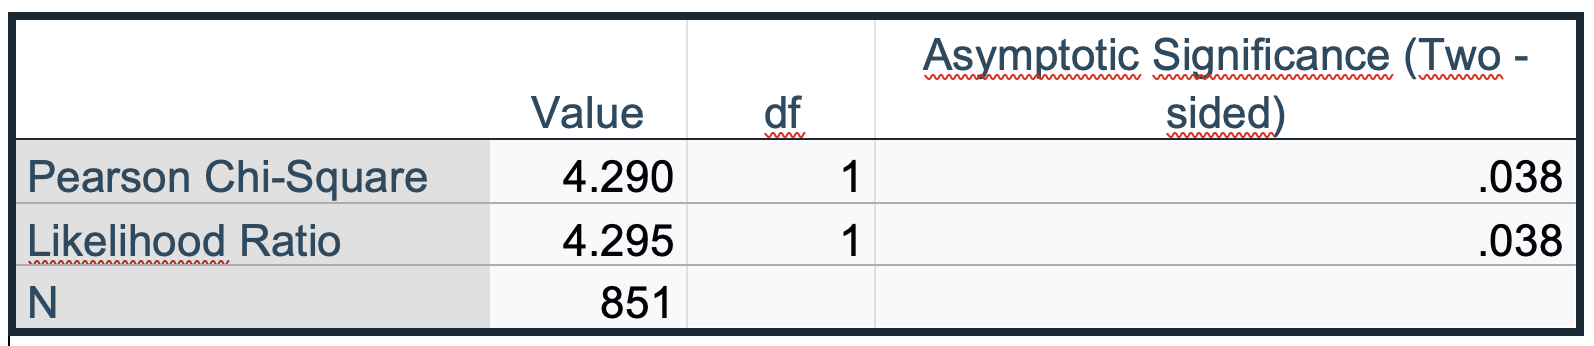 Asymptotic Significance (Two -
Value df sided)
Pearson Chi-Square 4.290 1 .038
Likelihood Ratio 4.295 1 .038
N 851